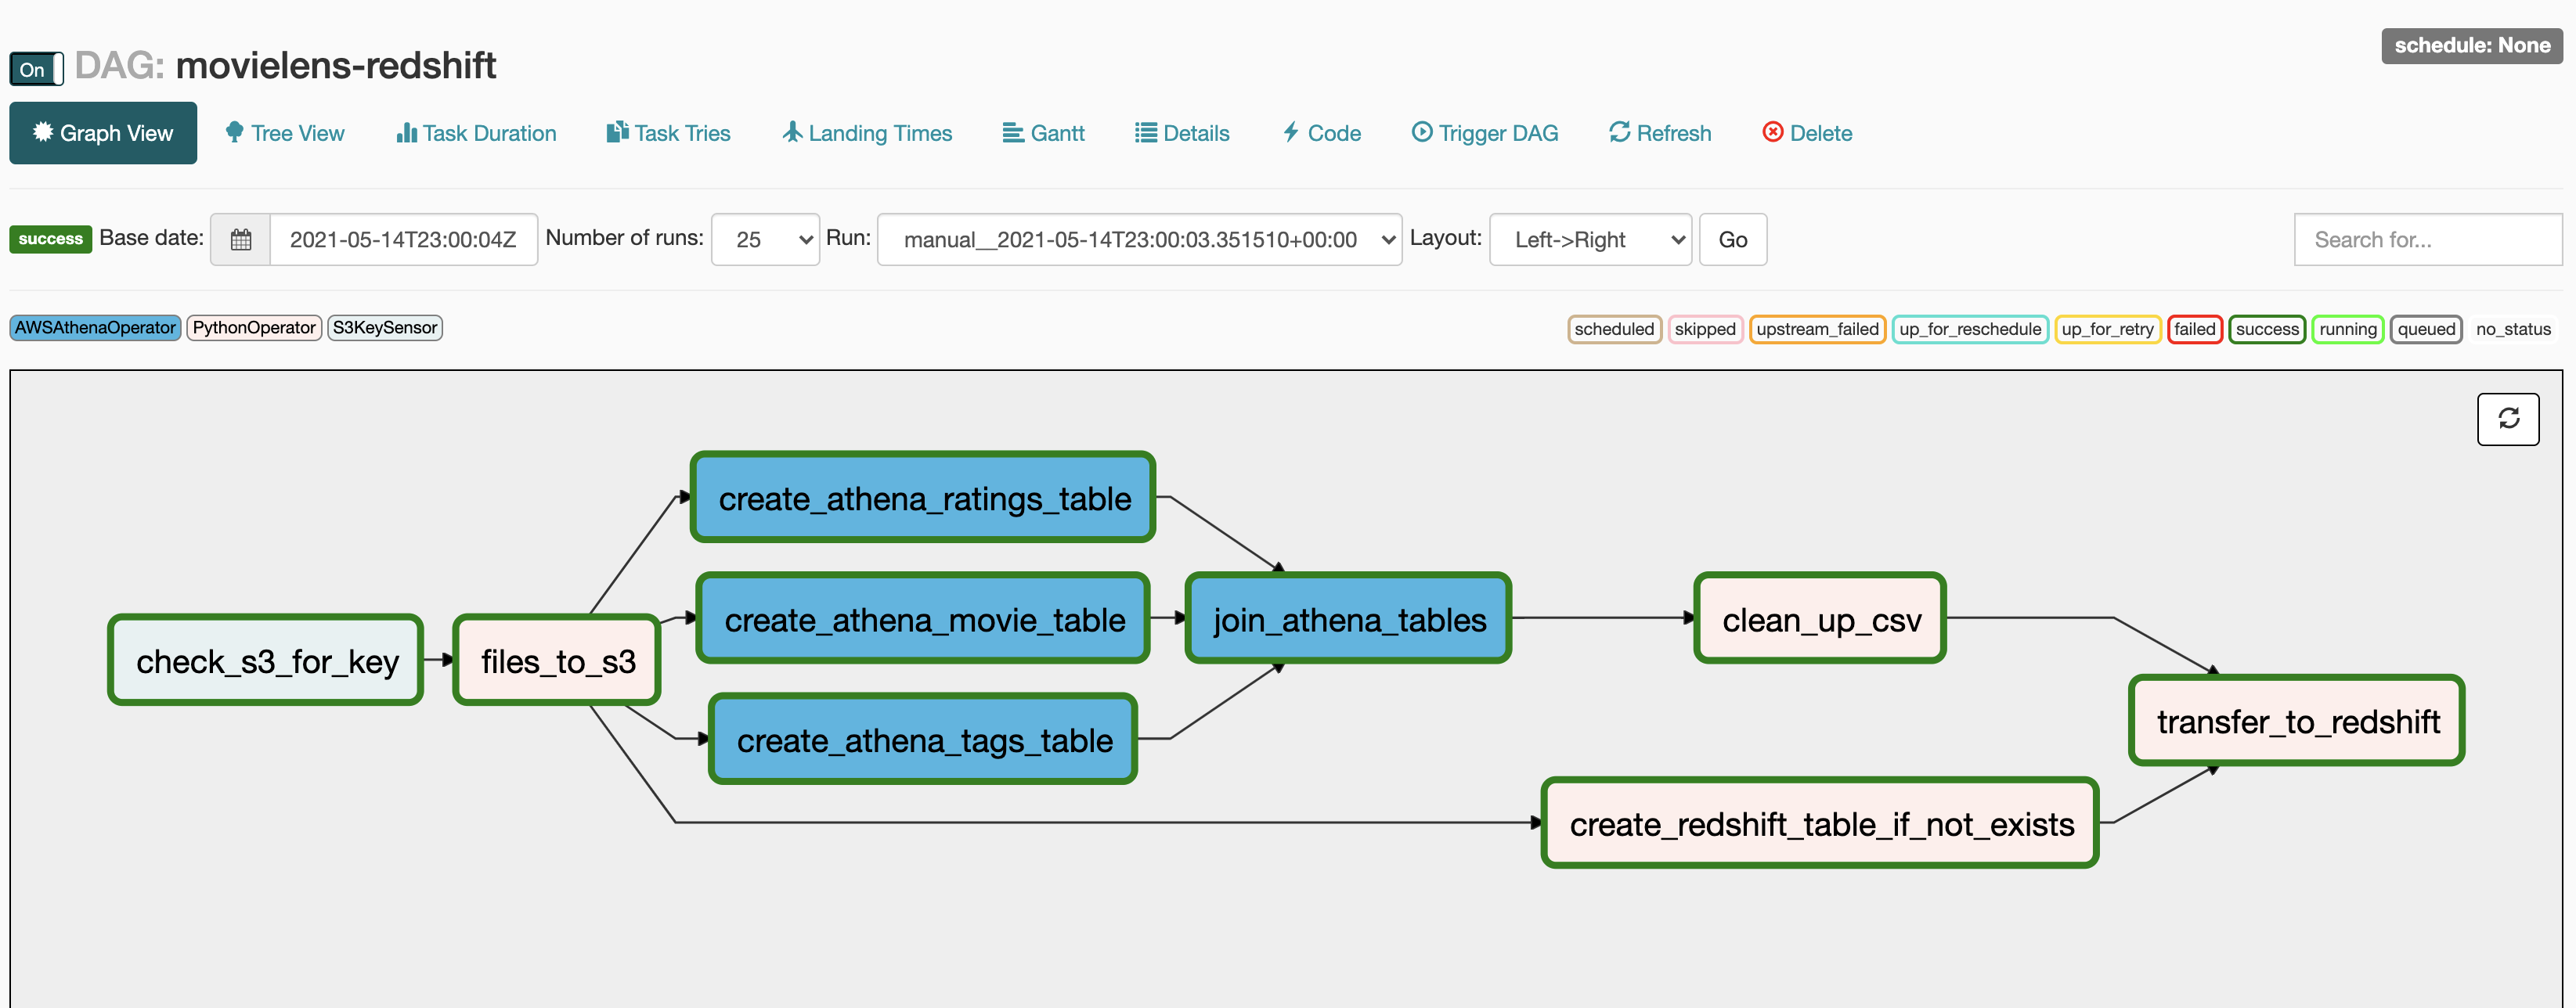 schedule: None
On DAG: movielens-redshift
Graph View Tree View Task Duration Task Tries Landing Times Gantt Details Code Trigger DAG Refresh Delete
success Base date: 2021-05-14T23:00:04Z Number of runs: 25 Run: manual__2021-05-14T23:00:03.351510+00:00 Layout: Left->Right Go Search for...
AWSAthenaOperator PythonOperator S3KeySensor scheduled skipped upstream_failed up_for_reschedule up_for_retry failed success running queued no_status
create_athena_ratings_table
create_athena_movie_table join_athena_tables clean_up_csv
check_s3_for_key files_to_s3
transfer_to_redshift
create_athena_tags_table
create_redshift_table_if_not_exists